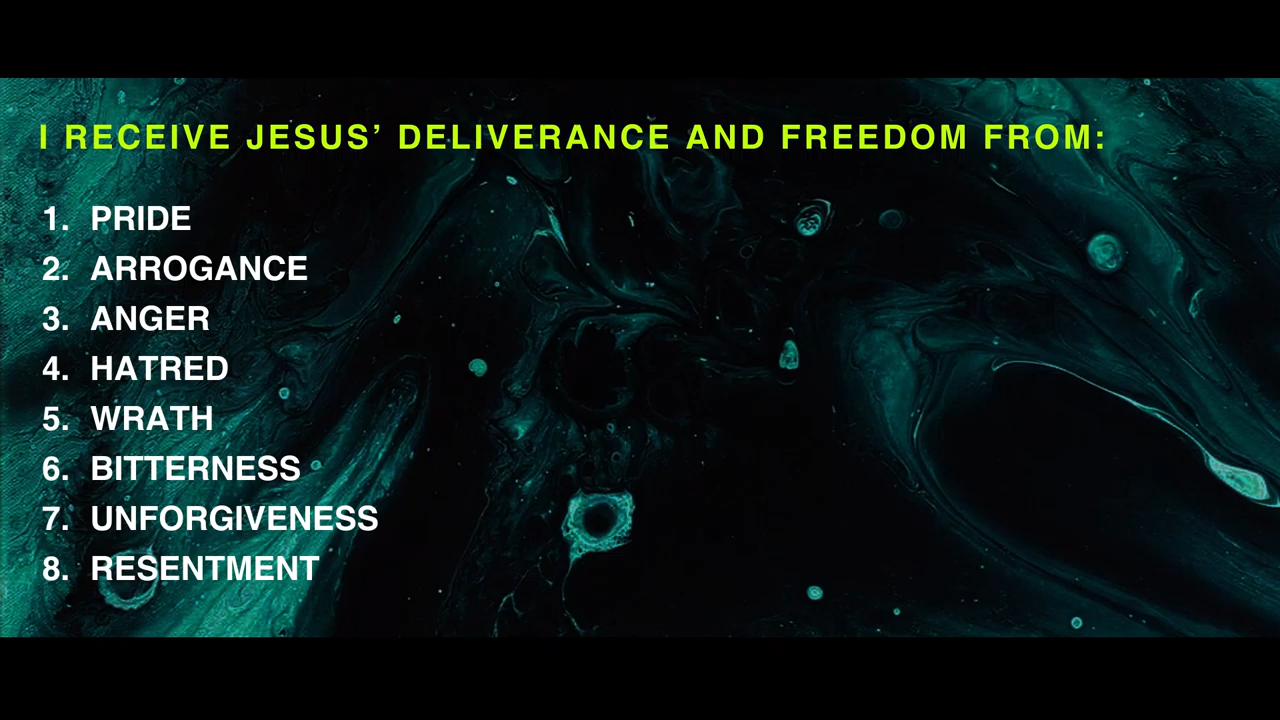 I RECEIVE JESUS’ DELIVERANCE AND FREEDOM FROM:
1. PRIDE
2. ARROGANCE
3. ANGER
4. HATRED
5. WRATH
6. BITTERNESS
7. UNFORGIVENESS
8. RESENTMENT